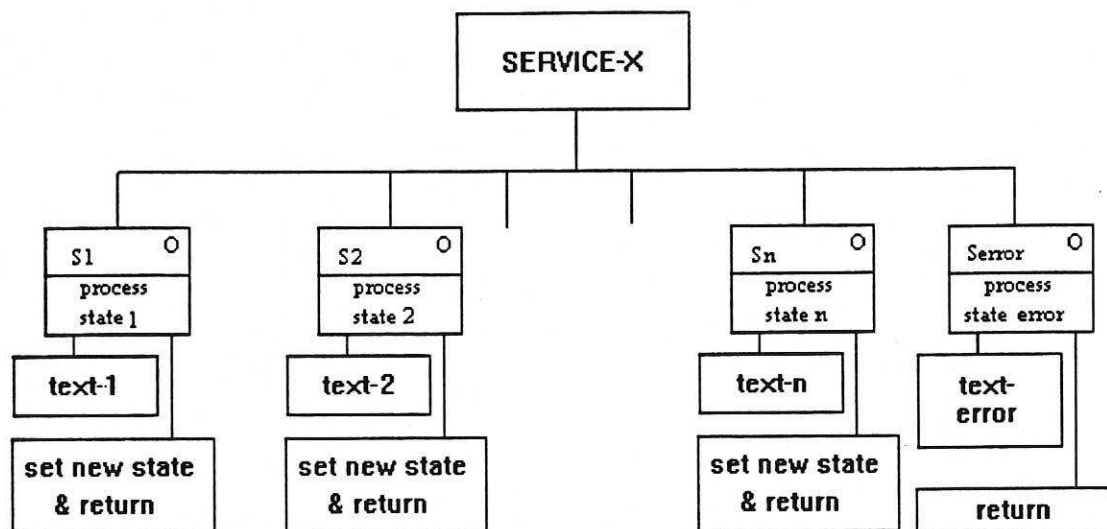 SERVICE-X
S1 O
process
state 1
S2 O
process
state 2
Sn O
process
state n
Serror O
process
state error
text-1
text-2
text-n
text-
error
set new state
& return
set new state
& return
set new state
& return
return